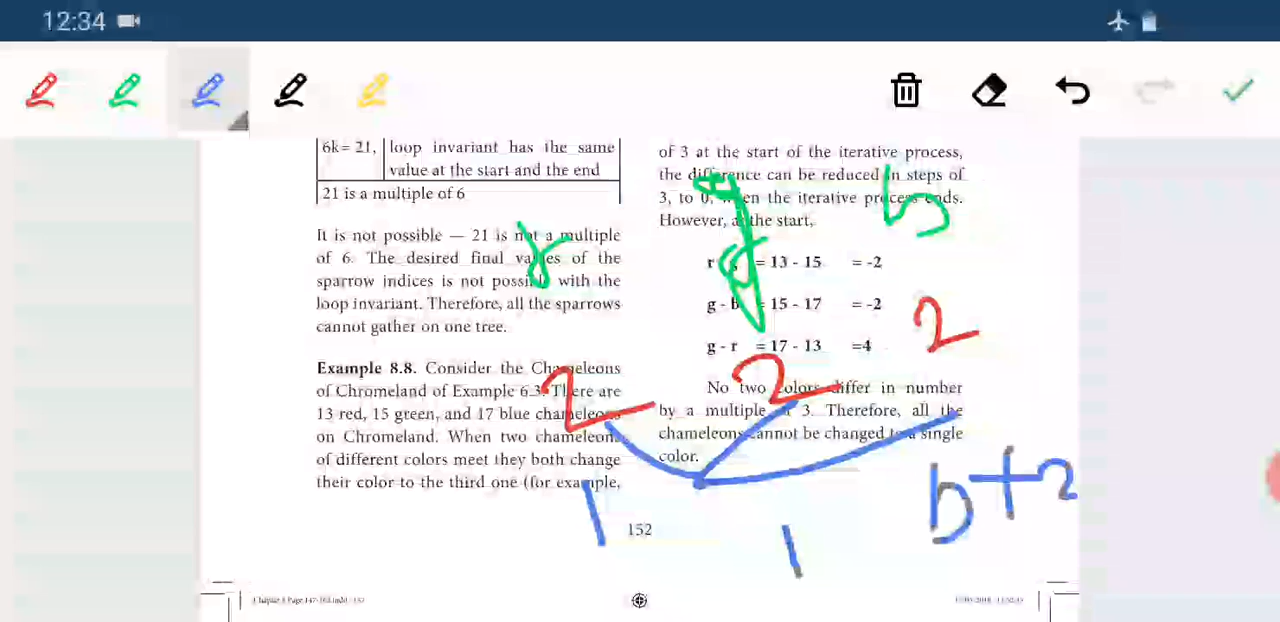 12:34
6k= 21, loop invariant has the same
value at the start and the end
21 is a multiple of 6
It is not possible — 21 is not a multiple
of 6. The desired final values of the
sparrow indices is not possible with the
loop invariant. Therefore, all the sparrows
cannot gather on one tree.
Example 8.8. Consider the Chameleons
of Chromeland of Example 6.3. There are
13 red, 15 green, and 17 blue chameleons
on Chromeland. When two chameleons
of different colors meet they both change
their color to the third one (for example,
of 3 at the start of the iterative process,
the difference can be reduced in steps of
3, to 0, when the iterative process ends.
However, at the start,
r = 13 - 15 = -2
g - b = 15 - 17 = -2
g - r = 17 - 13 =4
No two colors differ in number
by a multiple of 3. Therefore, all the
chameleons cannot be changed to a single
color.
r
g
b
2
2
2
1
1
b+2
152